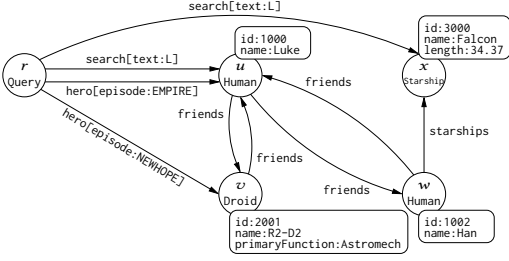 search[text:L]
id:3000
name:Falcon
length:34.37
id:1000
name:Luke
r
Query
search[text:L]
hero[episode:EMPIRE]
u
Human
x
Starship
friends
hero[episode:NEWHOPE]
friends
friends
starships
friends
v
Droid
w
Human
id:2001
name:R2-D2
primaryFunction:Astromech
id:1002
name:Han